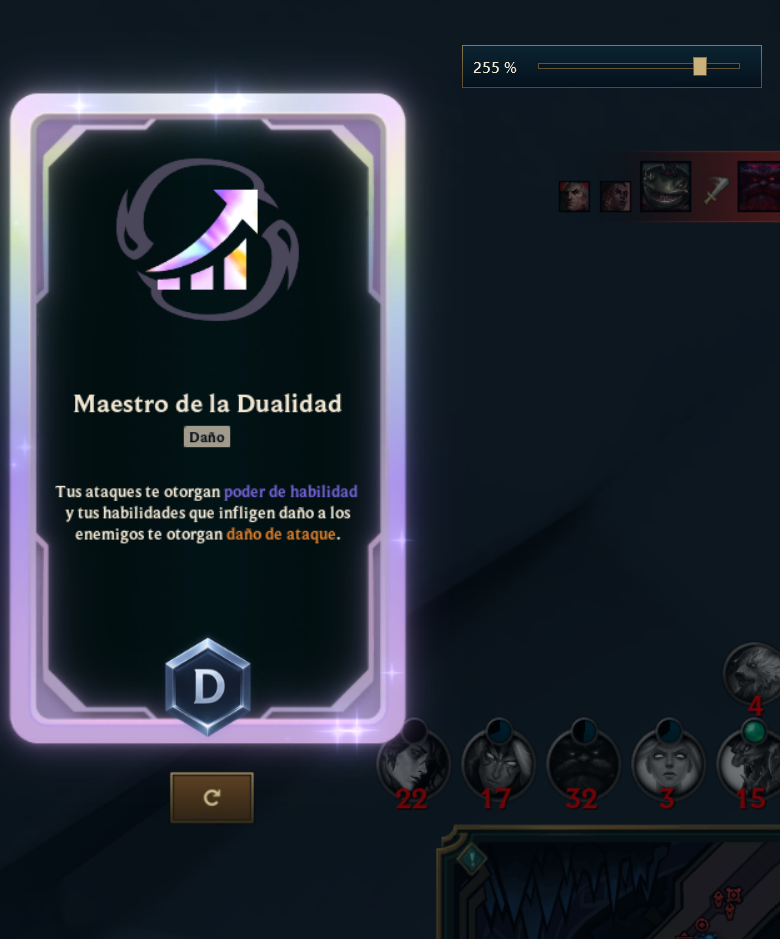 255 %
Maestro de la Dualidad
Daño
Tus ataques te otorgan poder de habilidad
y tus habilidades que infligen daño a los
enemigos te otorgan daño de ataque.
D
4
22
17
32
3
15